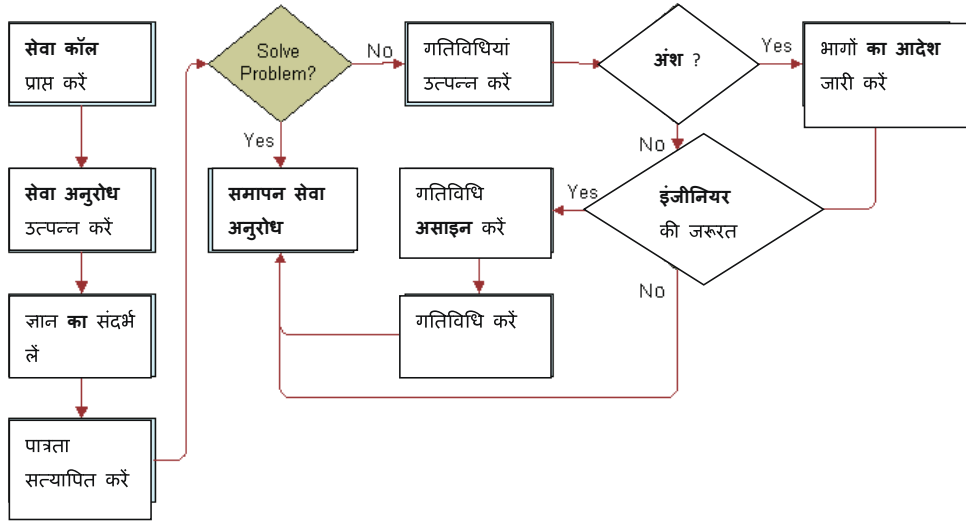 सेवा कॉल
प्राप्त करें
सेवा अनुरोध
उत्पन्न करें
ज्ञान का संदर्भ
लें
पात्रता
सत्यापित करें
Solve
Problem?
No
Yes
समापन सेवा
अनुरोध
गतिविधियां
उत्पन्न करें
अंश ?
Yes
No
भागों का आदेश
जारी करें
इंजीनियर
की जरूरत
Yes
No
गतिविधि
असाइन करें
गतिविधि करें